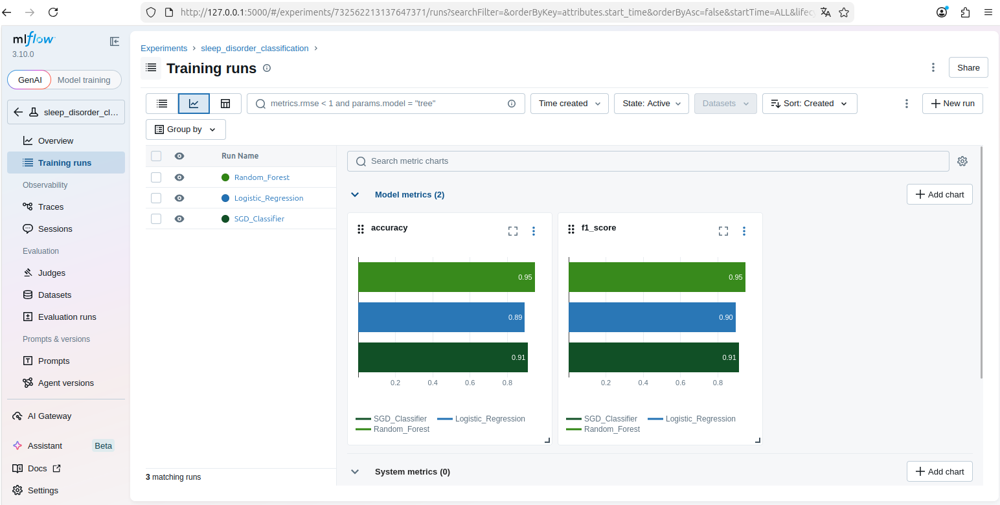 http://127.0.0.1:5000/#/experiments/732562213137647371/runs?searchFilter=&orderByKey=attributes.start_time&orderByAsc=false&startTime=ALL&lifecy
mlflow
3.10.0
GenAI Model training
sleep_disorder_cl...
Overview
Training runs
Observability
Traces
Sessions
Evaluation
Judges
Datasets
Evaluation runs
Prompts & versions
Prompts
Agent versions
AI Gateway
Assistant Beta
Docs
Settings
Experiments > sleep_disorder_classification >
Training runs
Share
metrics.rmse < 1 and params.model = "tree"
Time created
State: Active
Datasets
Sort: Created
New run
Group by
Run Name
Random_Forest
Logistic_Regression
SGD_Classifier
3 matching runs
Search metric charts
Model metrics (2)
Add chart
accuracy
0.95
0.89
0.91
0.2 0.4 0.6 0.8
SGD_Classifier Logistic_Regression
Random_Forest
f1_score
0.95
0.90
0.91
0.2 0.4 0.6 0.8
SGD_Classifier Logistic_Regression
Random_Forest
System metrics (0)
Add chart